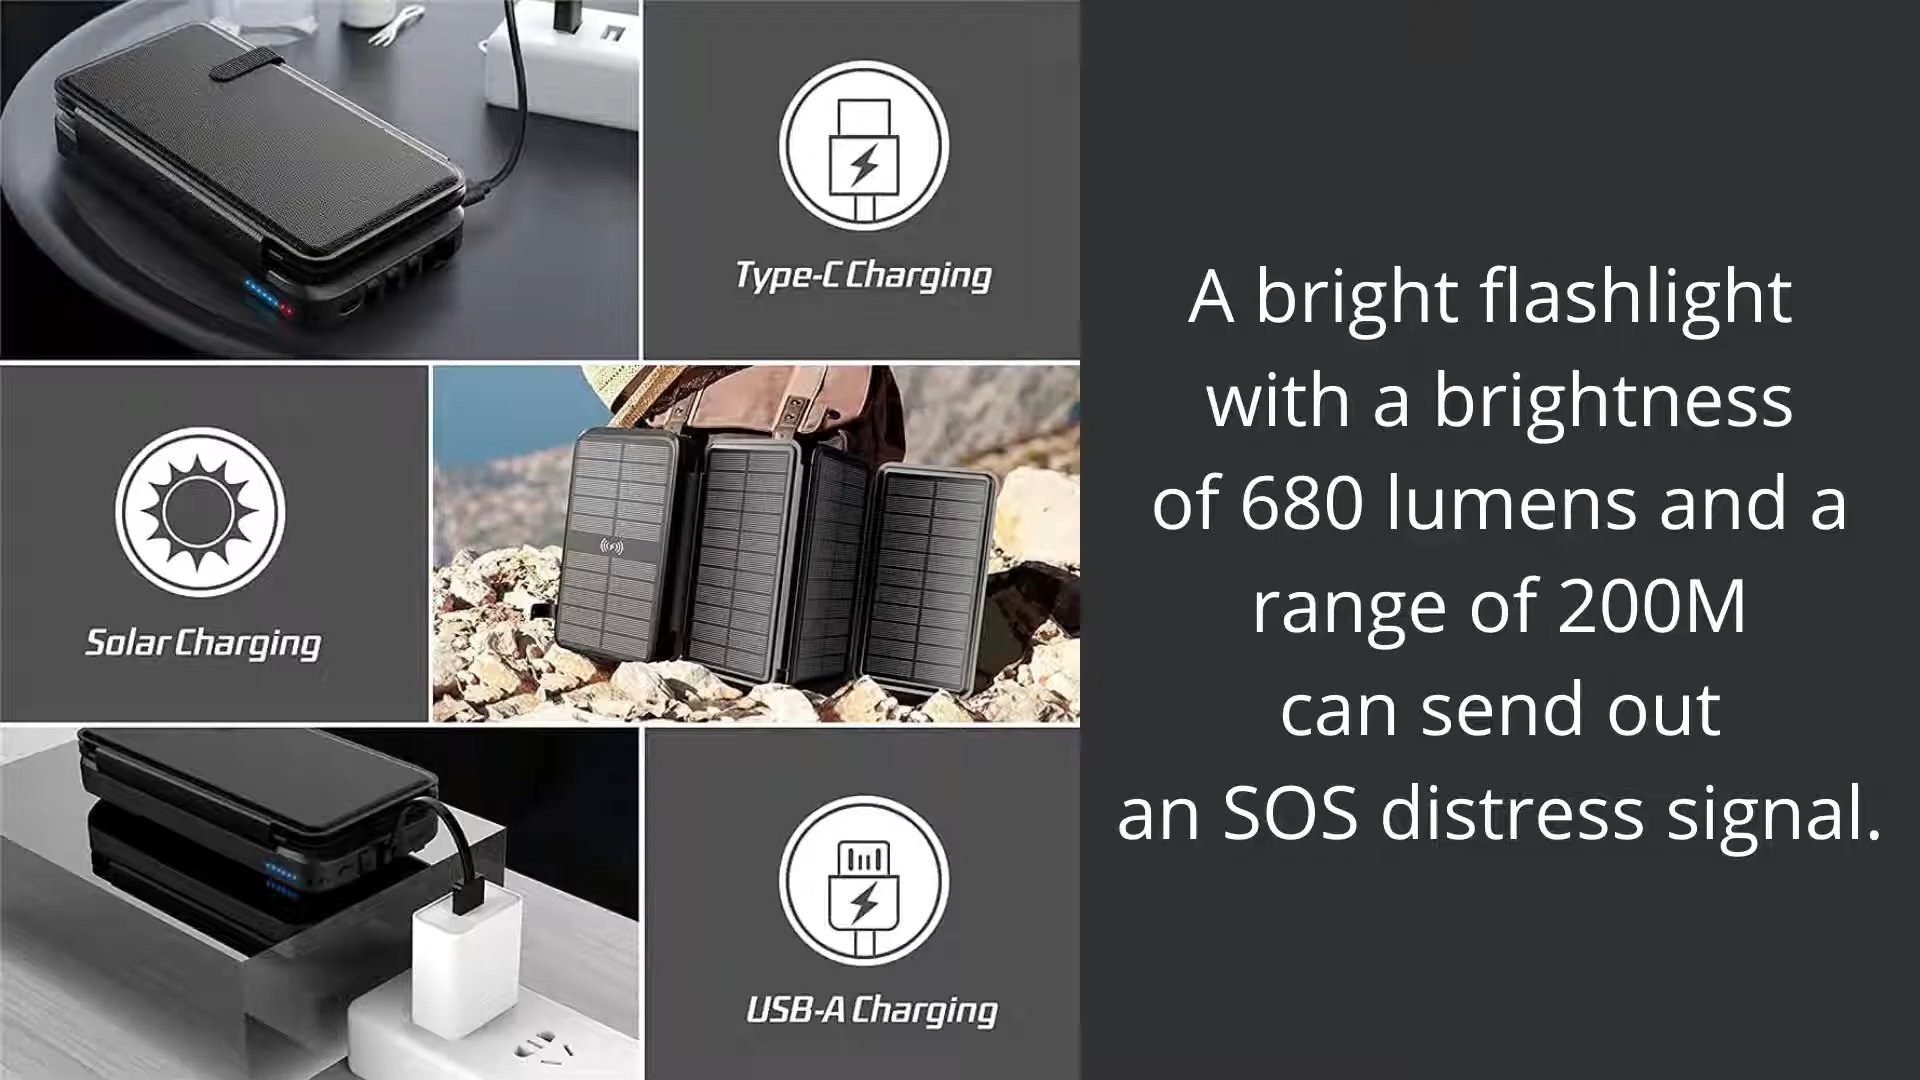 Type-C Charging
Solar Charging
USB-A Charging
A bright flashlight
with a brightness
of 680 lumens and a
range of 200M
can send out
an SOS distress signal.